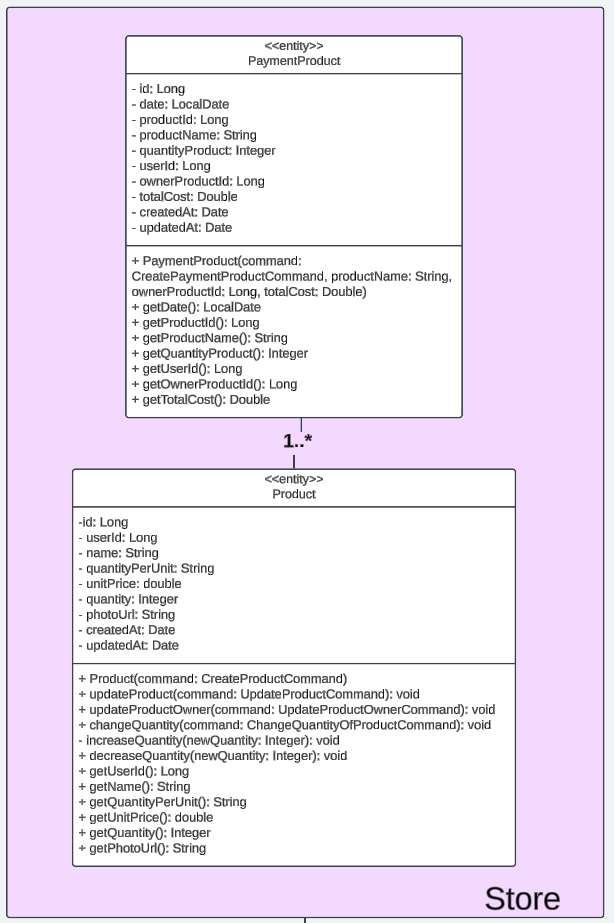 <<entity>>
PaymentProduct
- id: Long
- date: LocalDate
- productId: Long
- productName: String
- quantityProduct: Integer
- userId: Long
- ownerProductId: Long
- totalCost: Double
- createdAt: Date
- updatedAt: Date
+ PaymentProduct(command:
CreatePaymentProductCommand, productName: String,
ownerProductId: Long, totalCost: Double)
+ getDate(): LocalDate
+ getProductId(): Long
+ getProductName(): String
+ getQuantityProduct(): Integer
+ getUserId(): Long
+ getOwnerProductId(): Long
+ getTotalCost(): Double
1..*
<<entity>>
Product
-id: Long
- userId: Long
- name: String
- quantityPerUnit: String
- unitPrice: double
- quantity: Integer
- photoUrl: String
- createdAt: Date
- updatedAt: Date
+ Product(command: CreateProductCommand)
+ updateProduct(command: UpdateProductCommand): void
+ updateProductOwner(command: UpdateProductOwnerCommand): void
+ changeQuantity(command: ChangeQuantityOfProductCommand): void
- increaseQuantity(newQuantity: Integer): void
+ decreaseQuantity(newQuantity: Integer): void
+ getUserId(): Long
+ getName(): String
+ getQuantityPerUnit(): String
+ getUnitPrice(): double
+ getQuantity(): Integer
+ getPhotoUrl(): String
Store